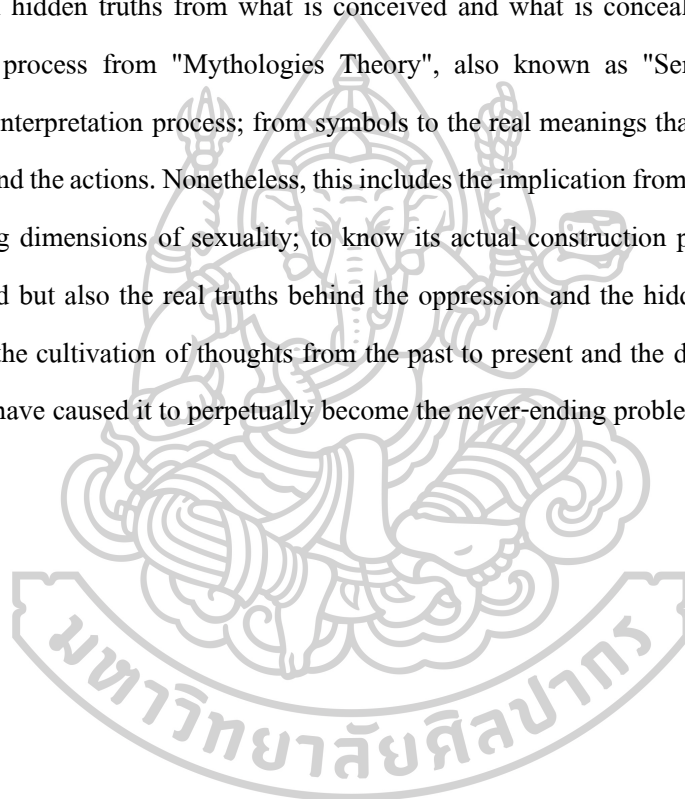 hidden truths from what is conceived and what is conceal
process from "Mythologies Theory", also known as "Se
nterpretation process; from symbols to the real meanings tha
nd the actions. Nonetheless, this includes the implication from
g dimensions of sexuality; to know its actual construction p
d but also the real truths behind the oppression and the hidd
the cultivation of thoughts from the past to present and the d
have caused it to perpetually become the never-ending proble
มหาวิทยาลัยศิลปากร